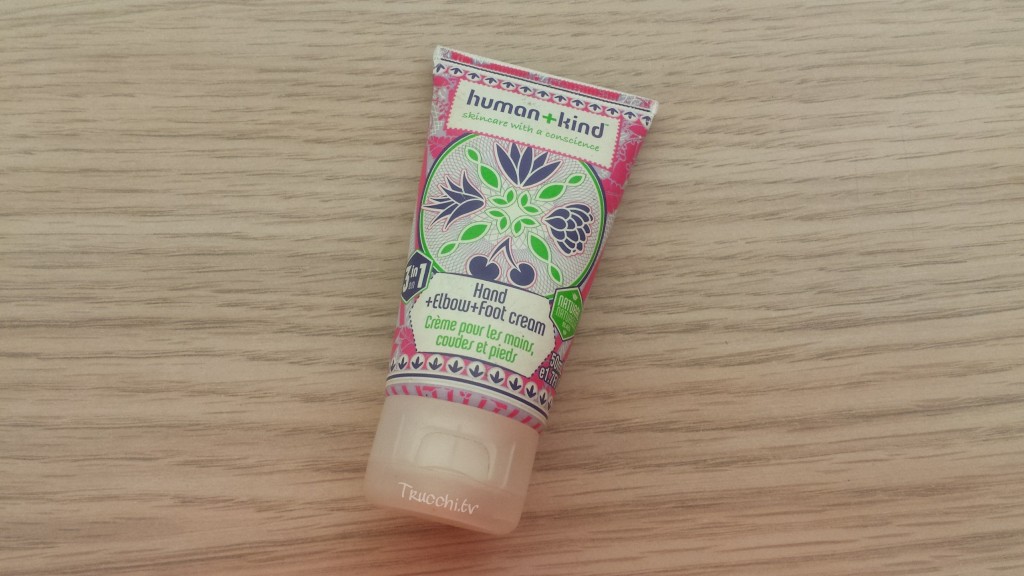 human+kind™
skincare with a conscience
3 in 1
Hand
+Elbow+Foot cream
Crème pour les mains,
coudes et pieds
Trucchi.tv